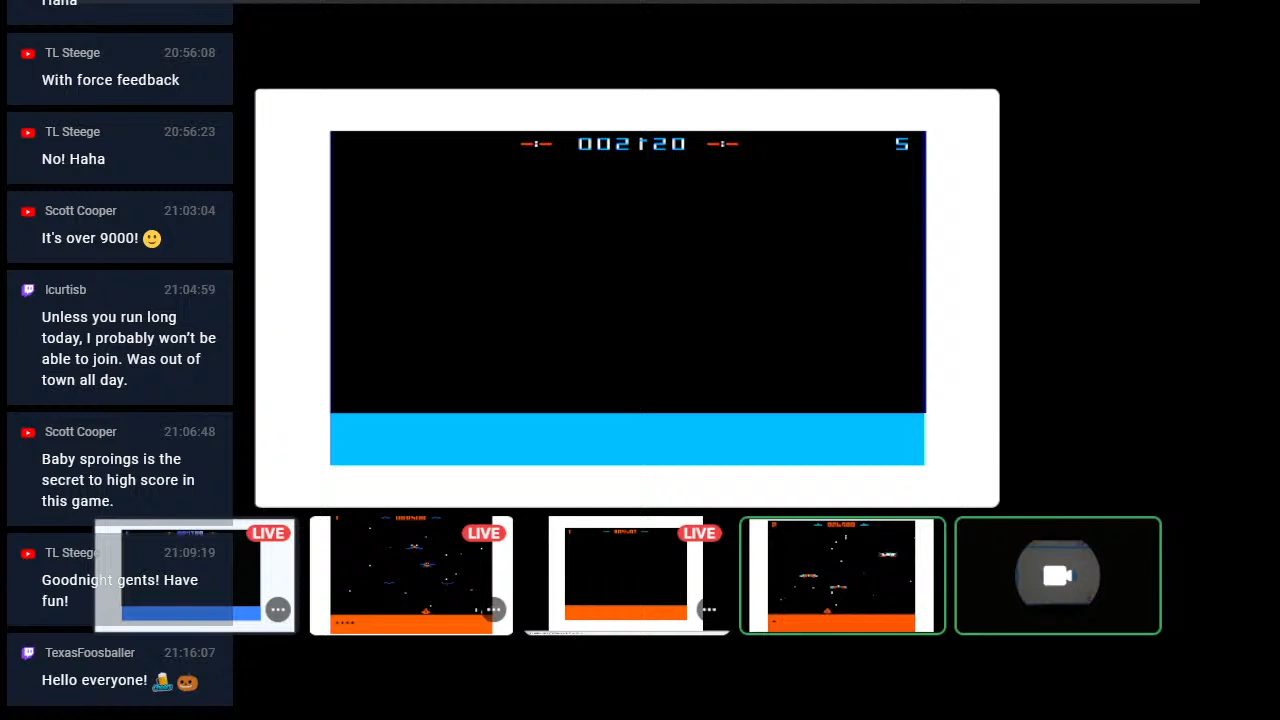 Haha
TL Steege 20:56:08
With force feedback
TL Steege 20:56:23
No! Haha
Scott Cooper 21:03:04
It's over 9000! 🙂
lcurtisb 21:04:59
Unless you run long
today, I probably won't be
able to join. Was out of
town all day.
Scott Cooper 21:06:48
Baby sproings is the
secret to high score in
this game.
TL Steege 21:09:19
Goodnight gents! Have
fun!
TexasFoosballer 21:16:07
Hello everyone! 🍻🎃
002120 5
LIVE
LIVE
LIVE